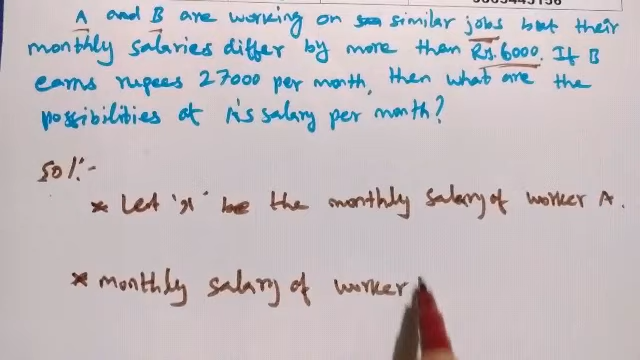 A and B are working on similar jobs but their
monthly salaries differ by more than Rs.6000. If B
earns rupees 27000 per month, then what are the
possibilities of A's salary per month?
Sol:-
* Let 'x' be the monthly salary of worker A.
* monthly salary of worker